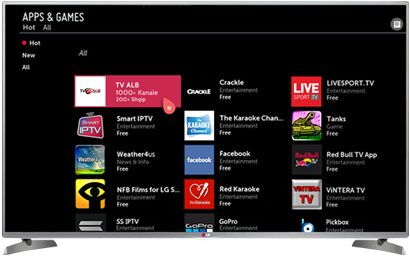 APPS & GAMES
Hot All
Hot
New
All
All
TV ALB
1000+ Kanale
200+ Shqip
Crackle
Entertainment
Free
LIVESPORT.TV
Entertainment
Free
CRACKLE
LIVE
SPORT TV
Smart IPTV
Entertainment
Free
SMART
IPTV
The Karaoke Chan...
Entertainment
Free
The
KARAOKE
Channel
Tanks
Game
Free
Weather4us
News & Info
Free
Facebook
Entertainment
Free
facebook
Red Bull TV App
Entertainment
Free
Red Bull
NFB Films for LG S...
Entertainment
Free
Red Karaoke
Entertainment
Free
RedKaraoke
ViNTERA TV
Entertainment
Free
ViNTERA
TV
SS IPTV
Entertainment
GoPro
Entertainment
GoPro
Pickbox
Entertainment